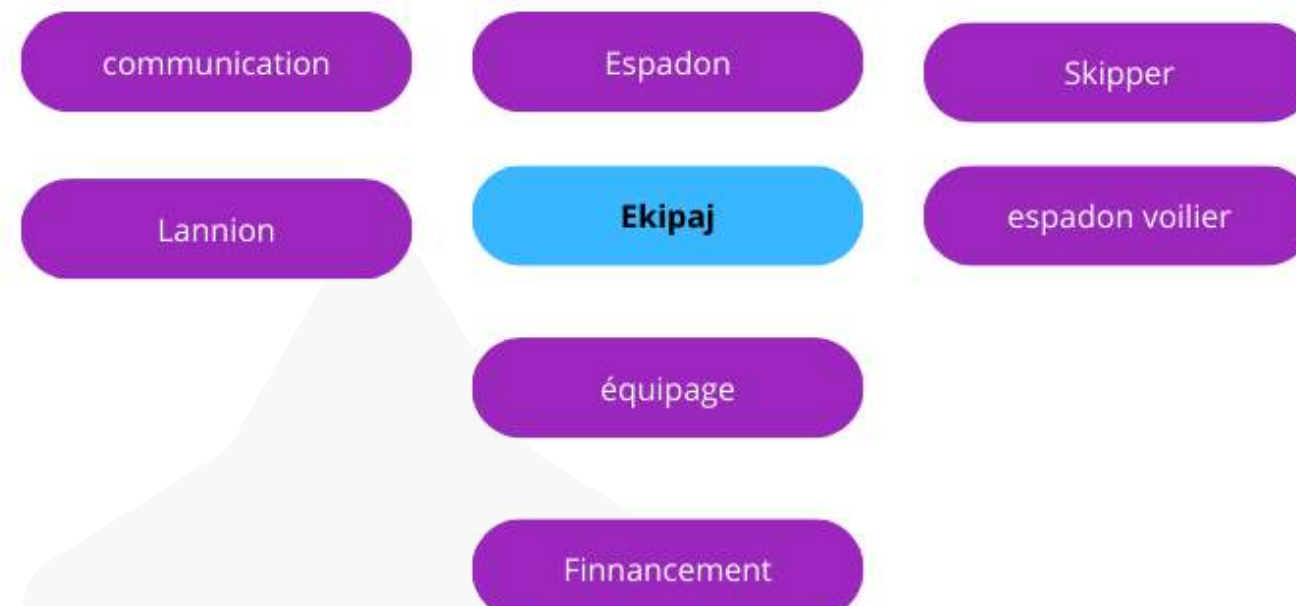 communication
Espadon
Skipper
Lannion
Ekipaj
espadon voilier
équipage
Finnancement